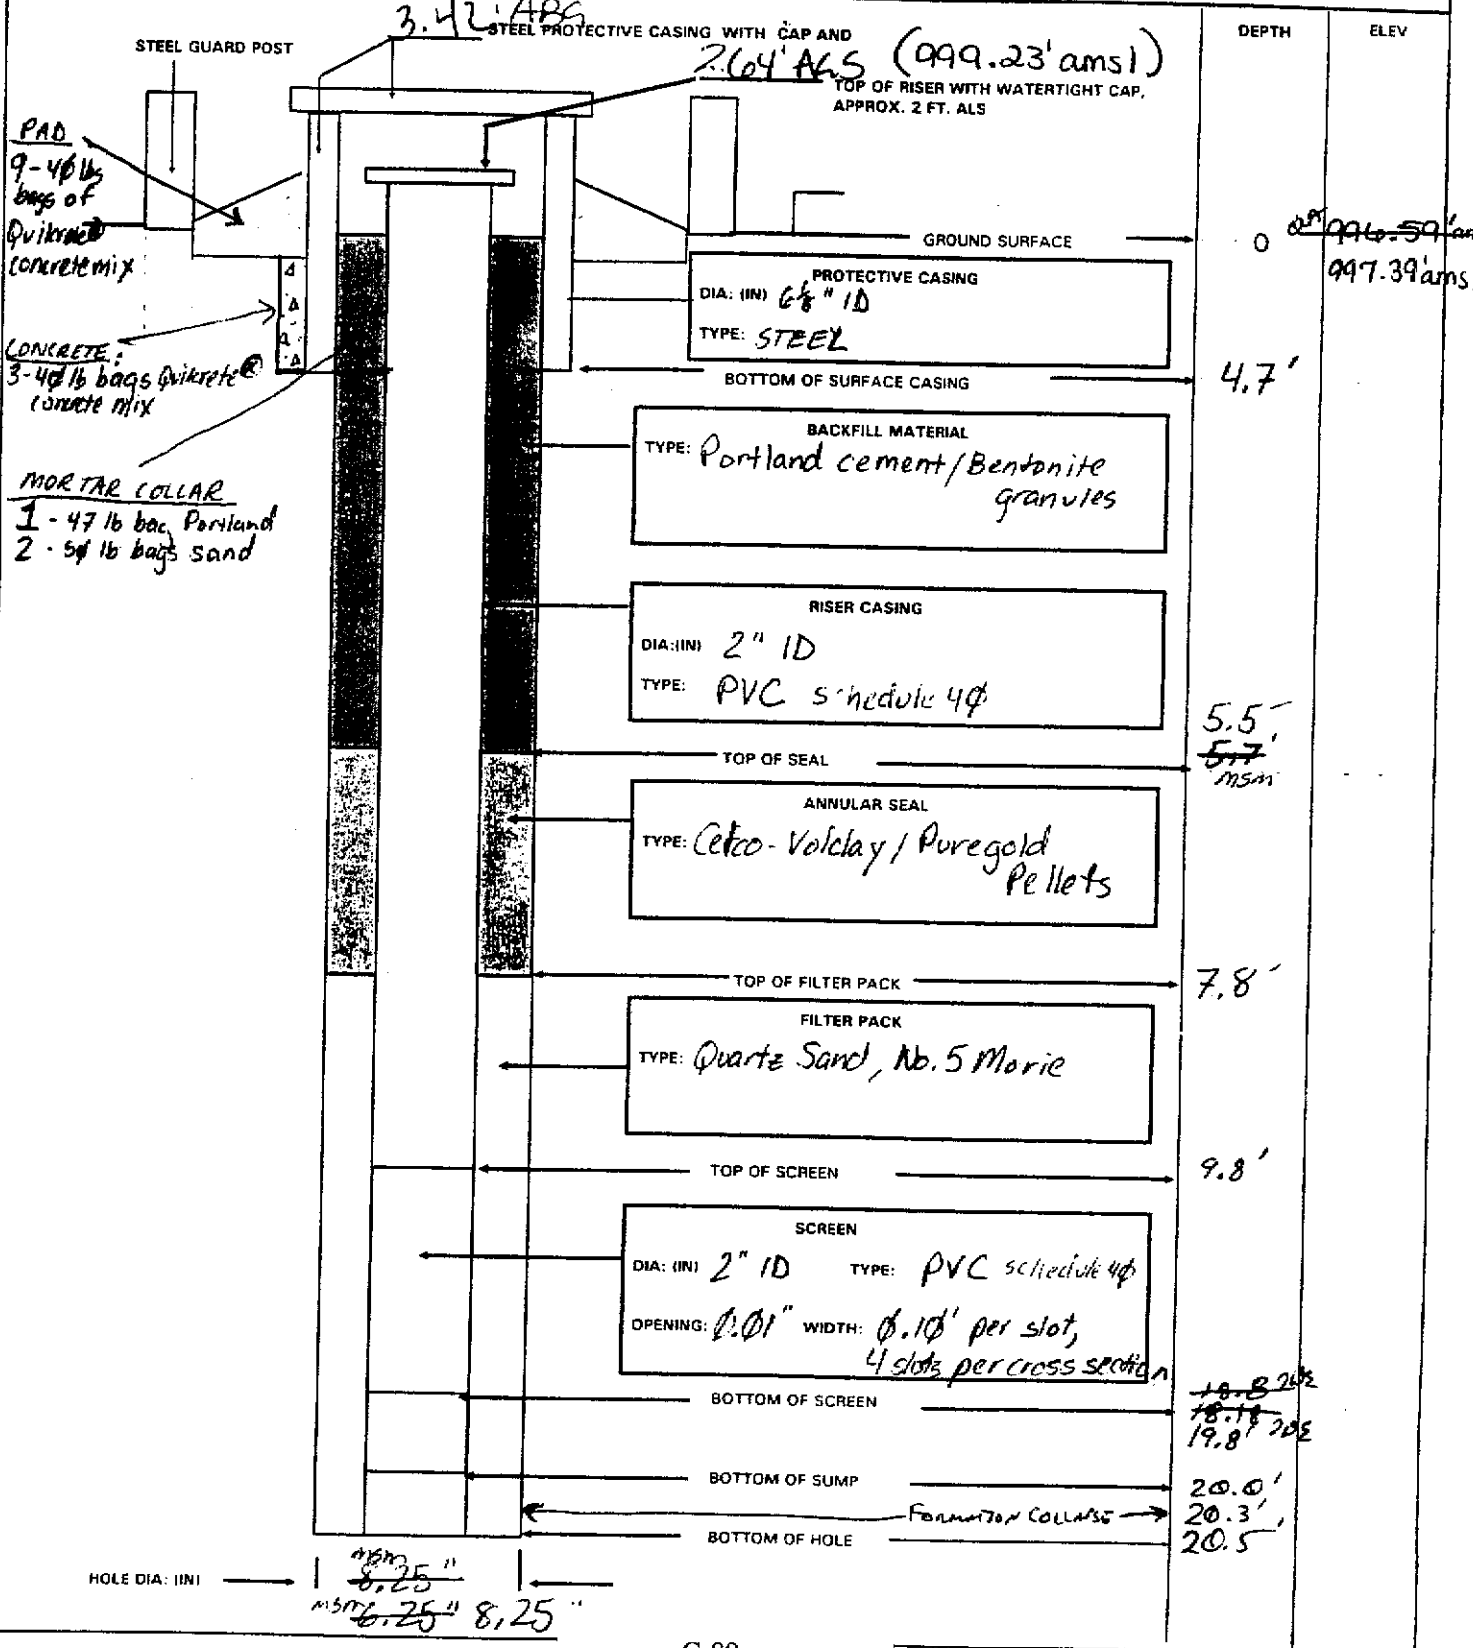 3.42' ABG
STEEL PROTECTIVE CASING WITH CAP AND
DEPTH
ELEV
STEEL GUARD POST
2.64' AGS (999.23' amsl)
TOP OF RISER WITH WATERTIGHT CAP,
APPROX. 2 FT. ALS
PAD
9-4Ø lbs
bags of
Quikrete®
concrete mix
GROUND SURFACE
0
996.59'
997.39' ams
PROTECTIVE CASING
DIA: (IN) 6⅛" ID
TYPE: STEEL
CONCRETE:
3-4Ø lb bags Quikrete®
concrete mix
BOTTOM OF SURFACE CASING
4.7'
BACKFILL MATERIAL
TYPE: Portland cement/Bentonite
granules
MORTAR COLLAR
1 - 47 lb bag Portland
2 - 5Ø lb bags sand
RISER CASING
DIA:(IN) 2" ID
TYPE: PVC schedule 4Ø
5.5'
TOP OF SEAL
5.7'
msm
ANNULAR SEAL
TYPE: Cetco-Volclay/Puregold
Pellets
TOP OF FILTER PACK
7.8'
FILTER PACK
TYPE: Quartz Sand, No. 5 Morie
TOP OF SCREEN
9.8'
SCREEN
DIA: (IN) 2" ID TYPE: PVC schedule 4Ø
OPENING: Ø.Ø1" WIDTH: Ø.1Ø' per slot,
4 slots per cross section
18.8
BOTTOM OF SCREEN
18.18
19.8'
BOTTOM OF SUMP
20.0'
FORMATION COLLAPSE
20.3'
BOTTOM OF HOLE
20.5'
HOLE DIA: (IN)
msm
8.25"
msm 6.25" 8.25"